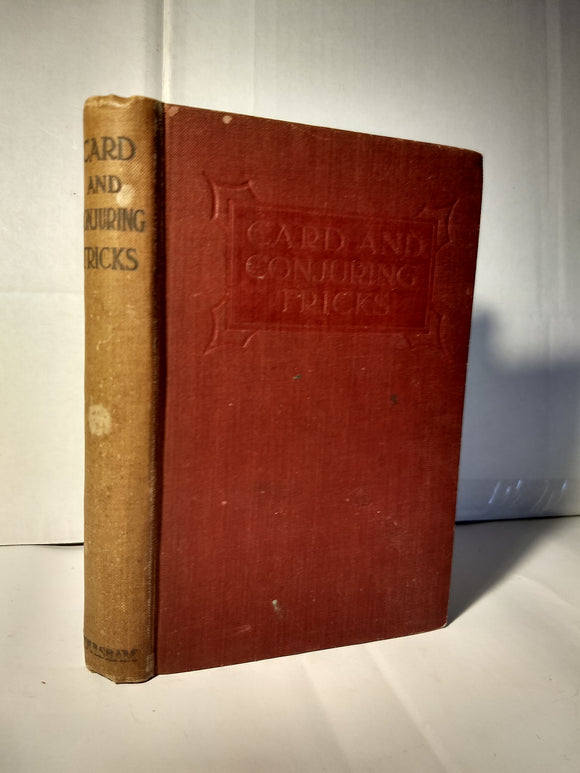 CARD
AND
CONJURING
TRICKS
CARD AND
CONJURING
TRICKS